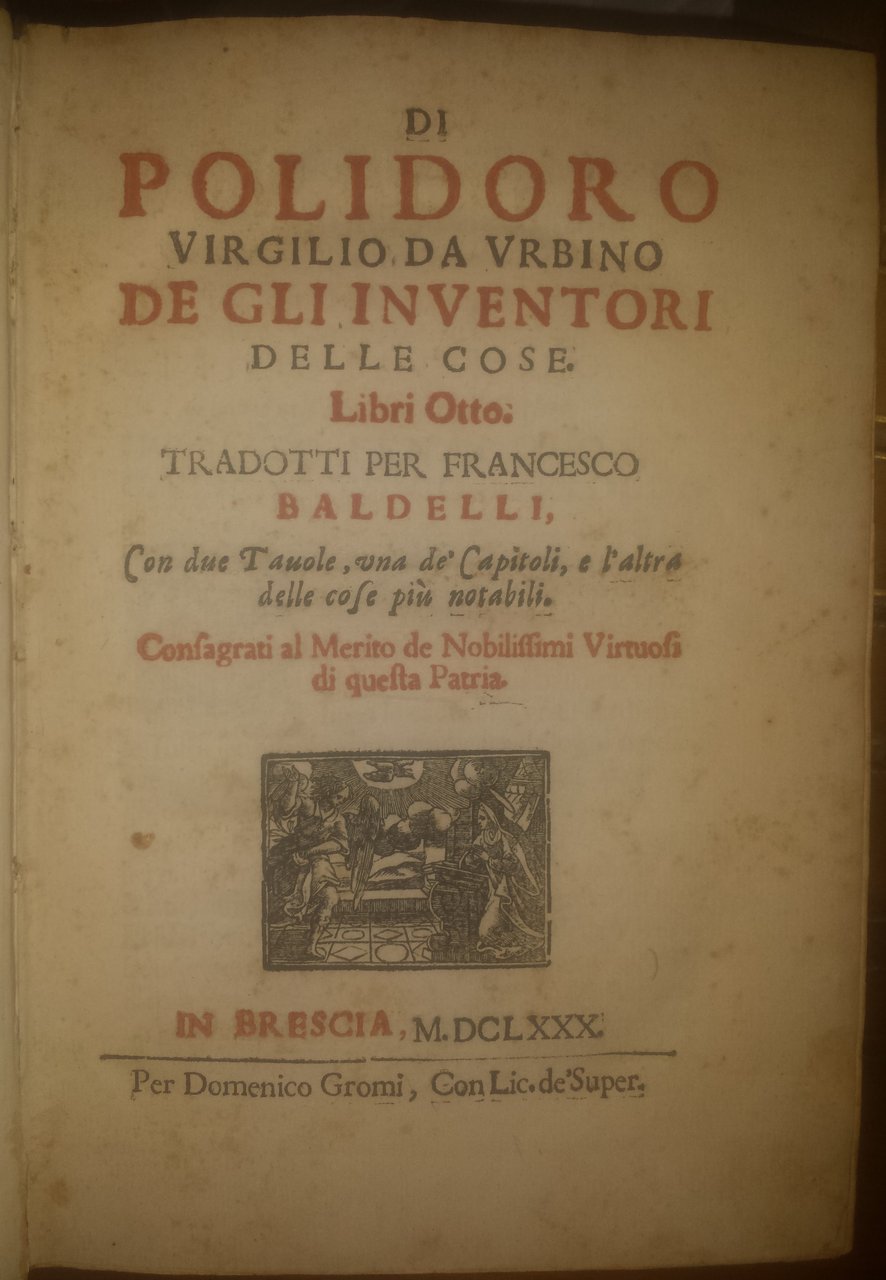 DI
POLIDORO
VIRGILIO DA VRBINO
DE GLI INVENTORI
DELLE COSE.
Libri Otto.
TRADOTTI PER FRANCESCO
BALDELLI,
Con due Tauole, vna de' Capitoli, e l'altra
delle coſe più notabili.
Conſagrati al Merito de Nobiliſſimi Virtuoſi
di queſta Patria.
IN BRESCIA, M.DCLXXX.
Per Domenico Gromi, Con Lic. de' Super.